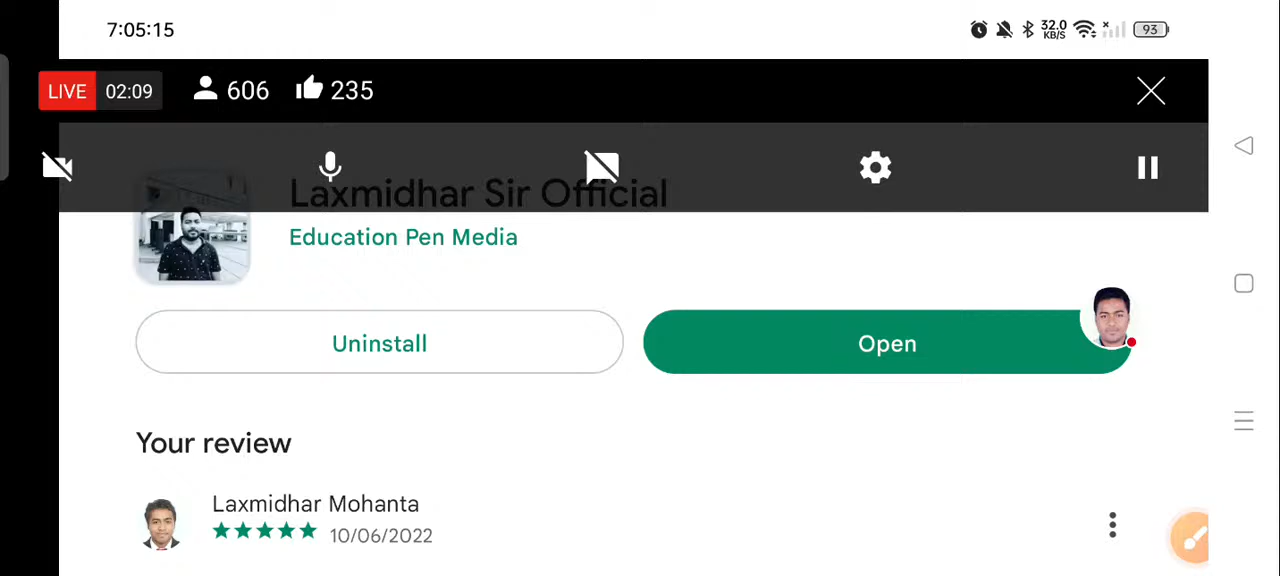 7:05:15
32.0
KB/S
93
LIVE 02:09 606 235
Laxmidhar Sir Official
Education Pen Media
Uninstall
Open
Your review
Laxmidhar Mohanta
10/06/2022